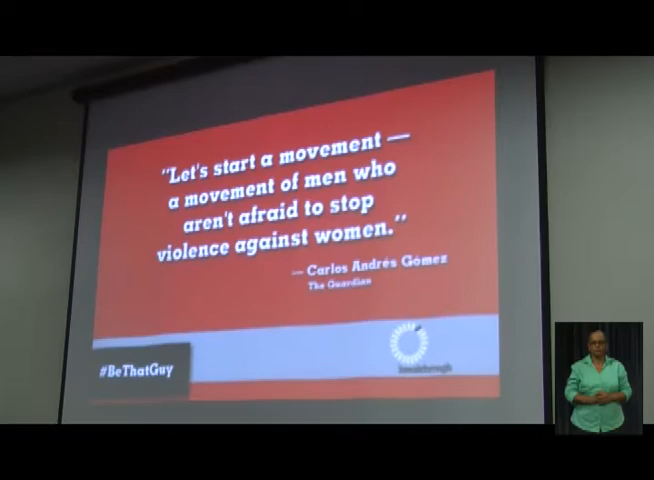 "Let's start a movement —
a movement of men who
aren't afraid to stop
violence against women."
— Carlos Andrés Gómez
The Guardian
#BeThatGuy
breakthrough